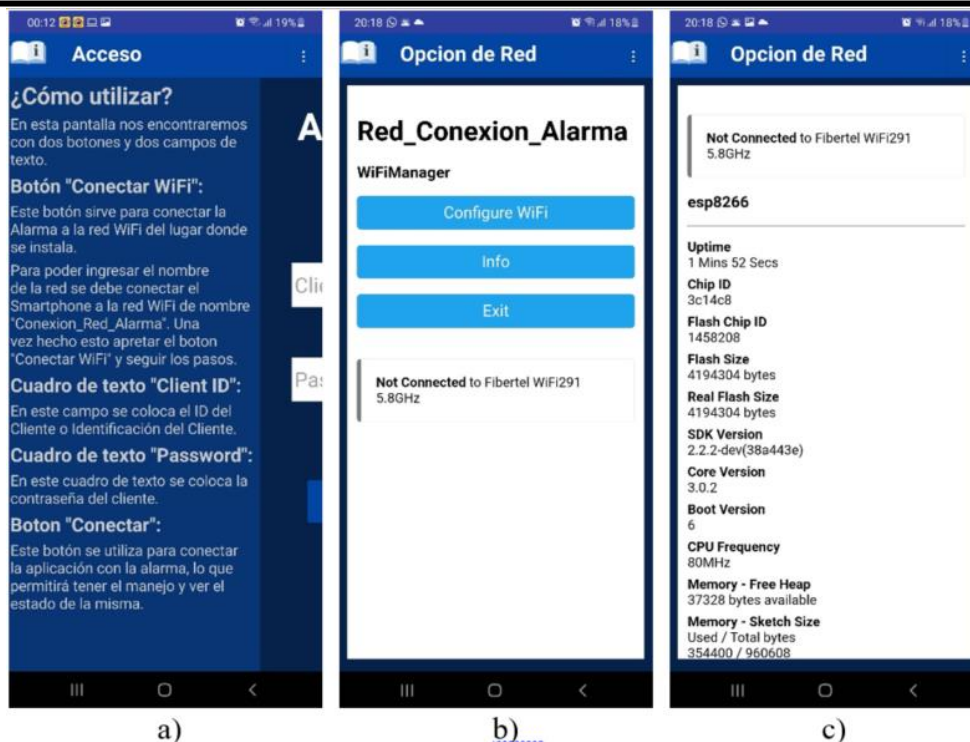 00:12 19%
Acceso
¿Cómo utilizar?
En esta pantalla nos encontraremos
con dos botones y dos campos de
texto.
Botón "Conectar WiFi":
Este botón sirve para conectar la
Alarma a la red WiFi del lugar donde
se instala.
Para poder ingresar el nombre
de la red se debe conectar el
Smartphone a la red WiFi de nombre
"Conexion_Red_Alarma". Una
vez hecho esto apretar el boton
"Conectar WiFi" y seguir los pasos.
Cuadro de texto "Client ID":
En este campo se coloca el ID del
Cliente o Identificación del Cliente.
Cuadro de texto "Password":
En este cuadro de texto se coloca la
contraseña del cliente.
Boton "Conectar":
Este botón se utiliza para conectar
la aplicación con la alarma, lo que
permitirá tener el manejo y ver el
estado de la misma.
A
Clie
Pas
a)
20:18 18%
Opcion de Red
Red_Conexion_Alarma
WiFiManager
Configure WiFi
Info
Exit
Not Connected to Fibertel WiFi291
5.8GHz
b)
20:18 18%
Opcion de Red
Not Connected to Fibertel WiFi291
5.8GHz
esp8266
Uptime
1 Mins 52 Secs
Chip ID
3c14c8
Flash Chip ID
1458208
Flash Size
4194304 bytes
Real Flash Size
4194304 bytes
SDK Version
2.2.2-dev(38a443e)
Core Version
3.0.2
Boot Version
6
CPU Frequency
80MHz
Memory - Free Heap
37328 bytes available
Memory - Sketch Size
Used / Total bytes
354400 / 960608
c)